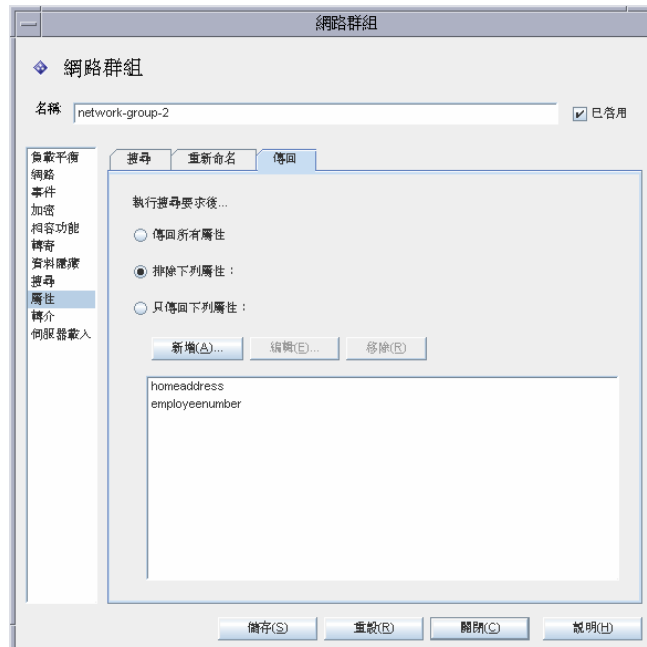 網路群組
網路群組
名稱 network-group-2 已啓用
負載平衡
網路
事件
加密
相容功能
轉寄
資料隱藏
搜尋
屬性
轉介
伺服器載入
搜尋 重新命名 傳回
執行搜尋要求後...
傳回所有屬性
排除下列屬性：
只傳回下列屬性：
新增(A)... 編輯(E)... 移除(R)
homeaddress
employeenumber
儲存(S) 重設(R) 關閉(C) 說明(H)